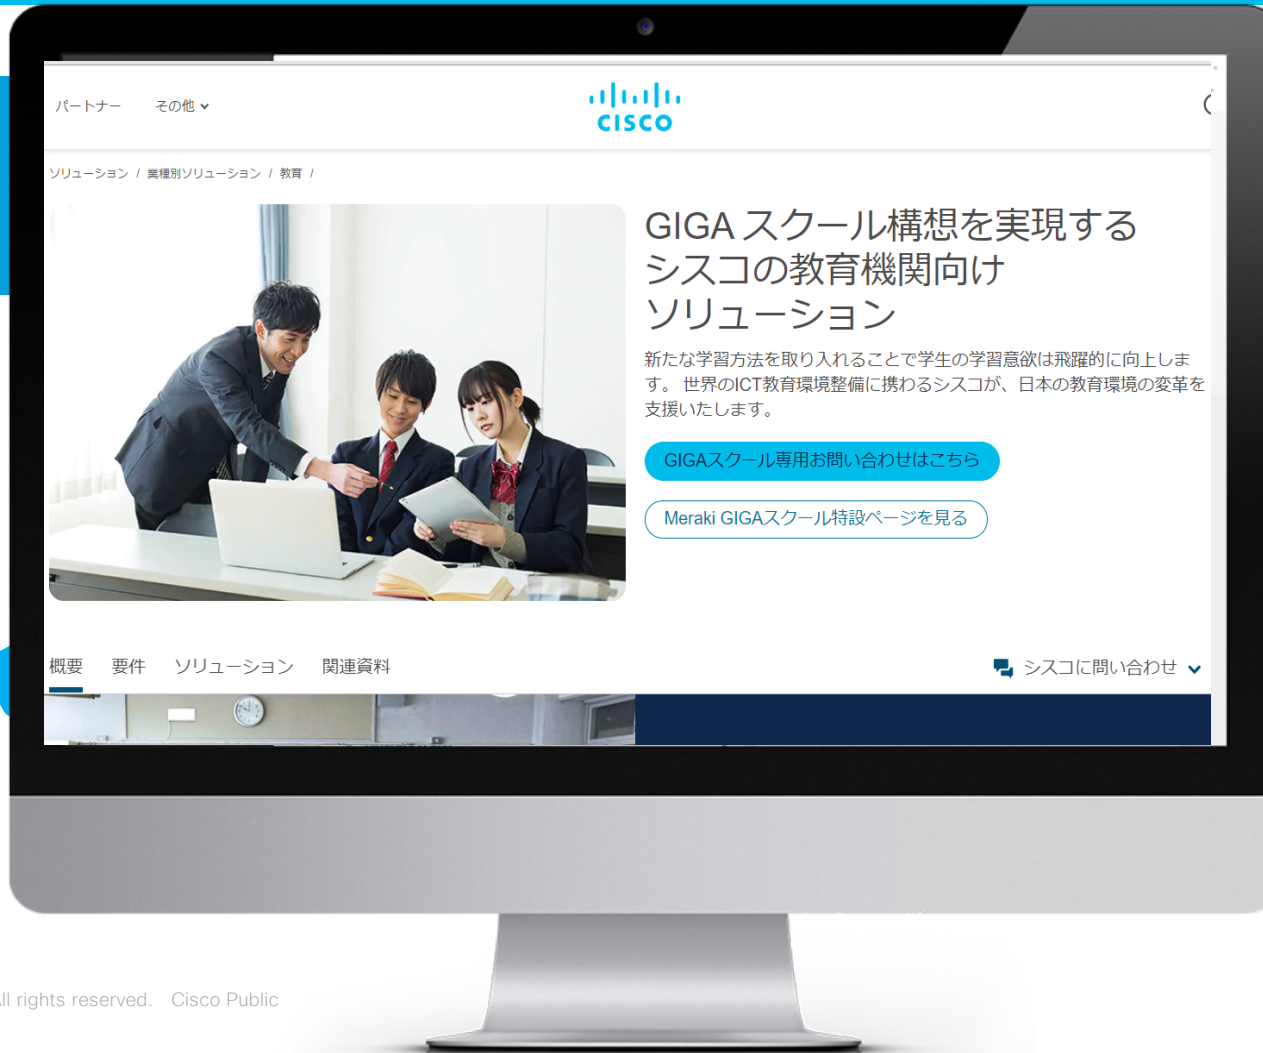 パートナー その他
CISCO
ソリューション / 業種別ソリューション / 教育 /
GIGA スクール構想を実現する
シスコの教育機関向け
ソリューション
新たな学習方法を取り入れることで学生の学習意欲は飛躍的に向上しま
す。 世界のICT教育環境整備に携わるシスコが、日本の教育環境の変革を
支援いたします。
GIGAスクール専用お問い合わせはこちら
Meraki GIGAスクール特設ページを見る
概要 要件 ソリューション 関連資料 シスコに問い合わせ
All rights reserved. Cisco Public